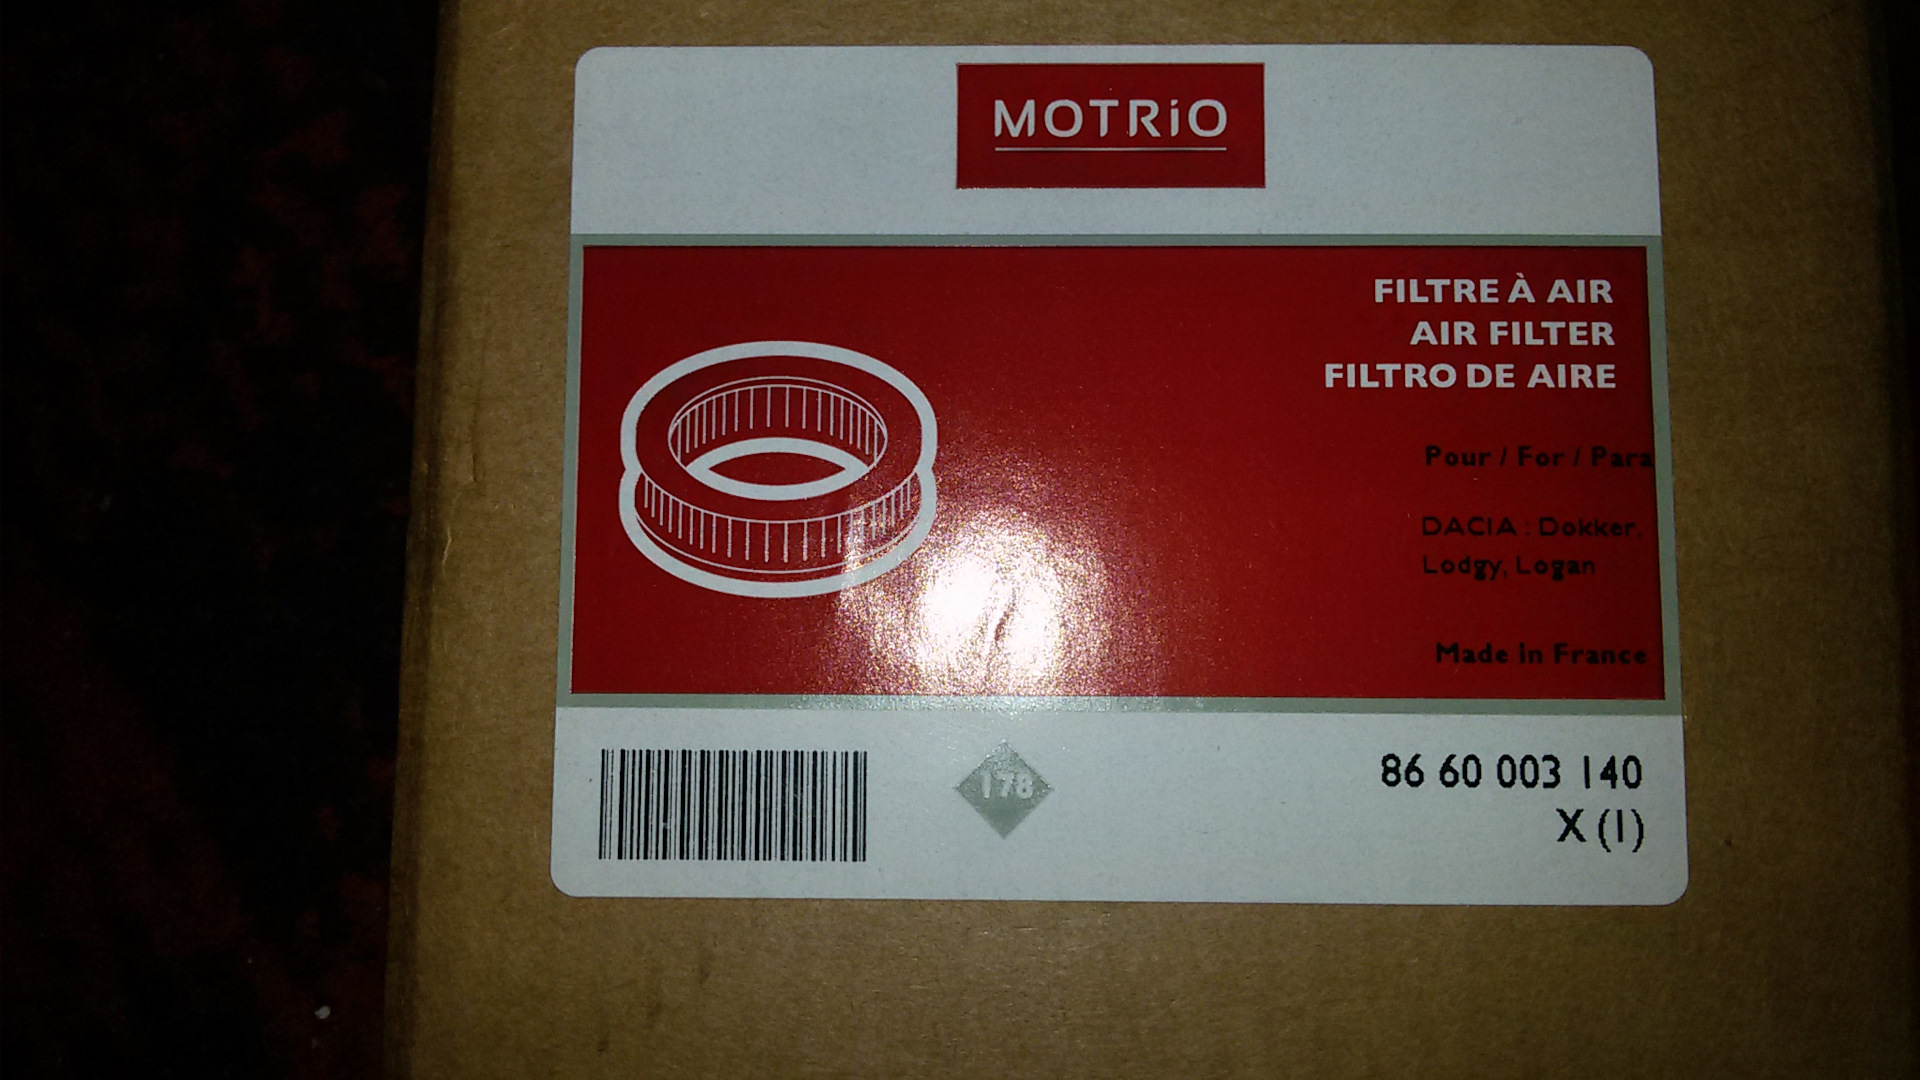 MOTRiO
FILTRE À AIR
AIR FILTER
FILTRO DE AIRE
Pour / For / Para
DACIA : Dokker,
Lodgy, Logan
Made in France
178
86 60 003 140
X (1)